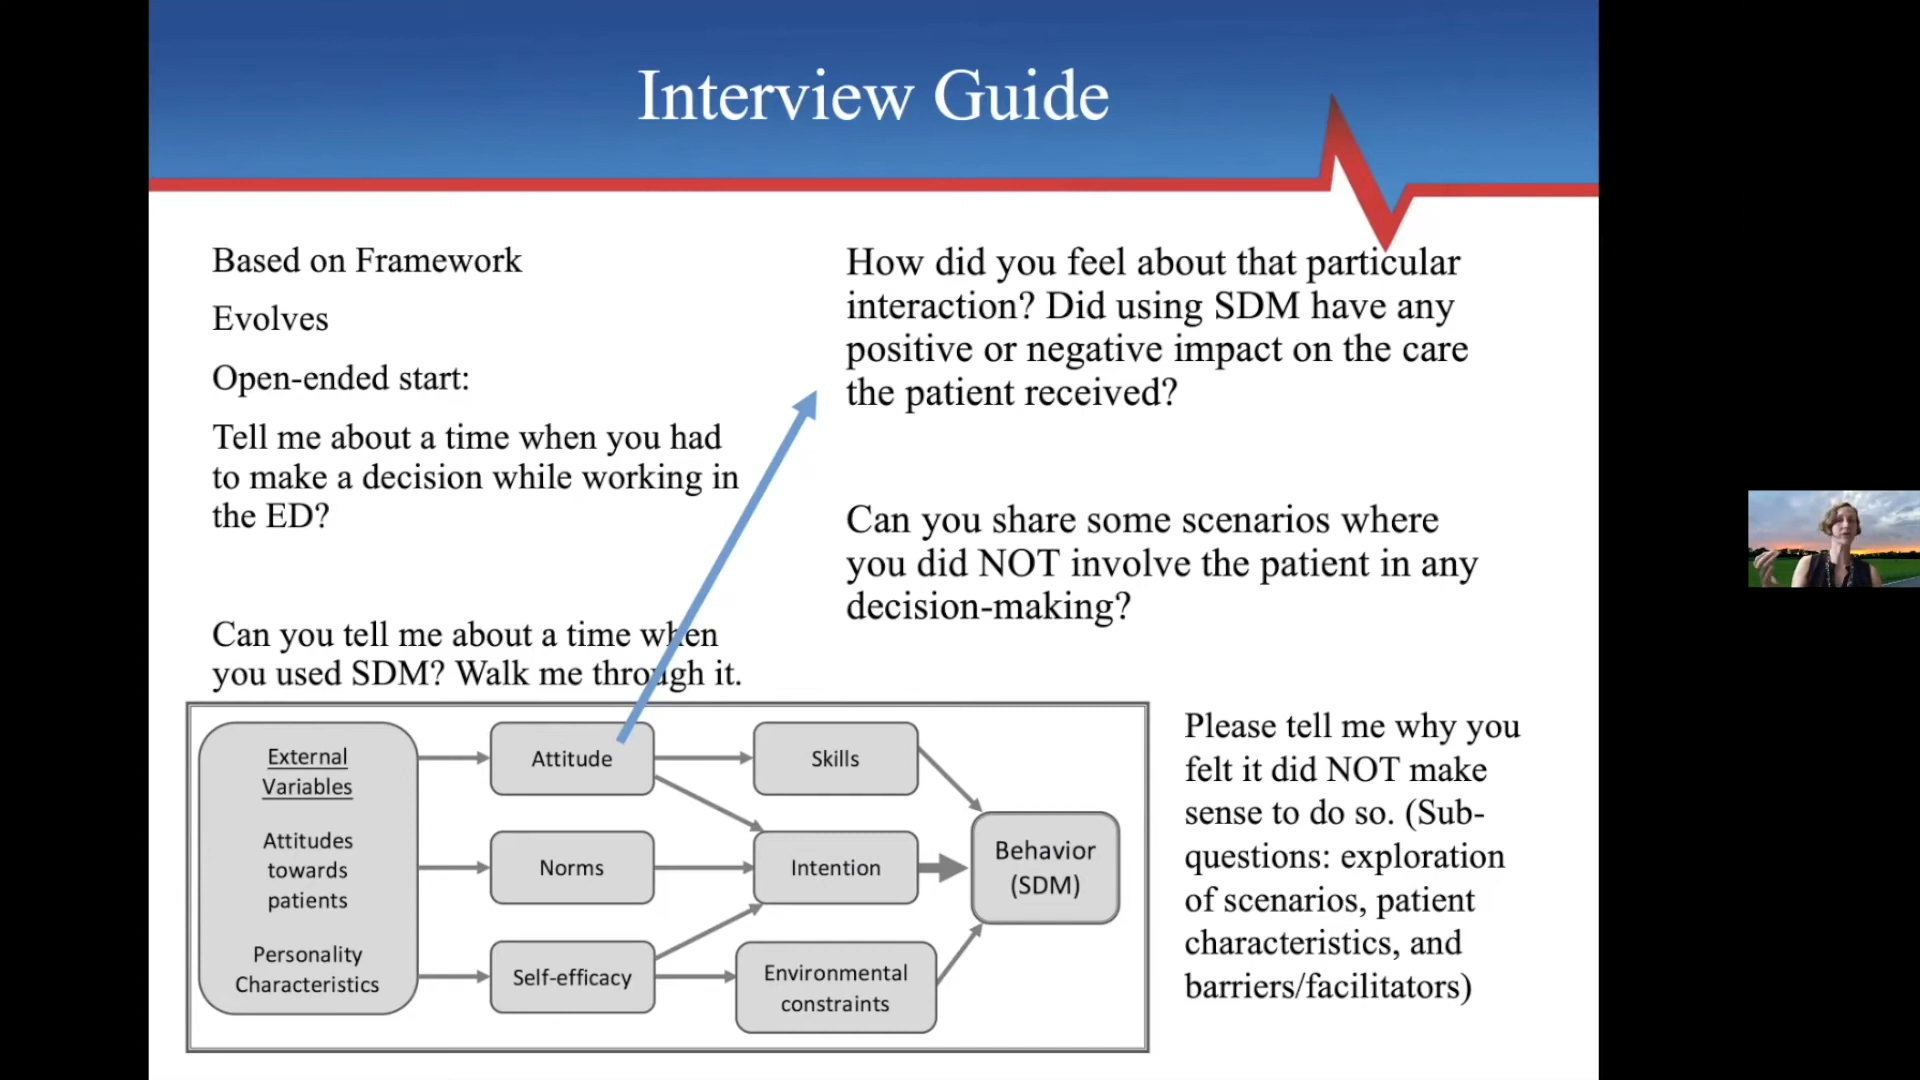 Interview Guide
Based on Framework
Evolves
Open-ended start:
Tell me about a time when you had
to make a decision while working in
the ED?
Can you tell me about a time when
you used SDM? Walk me through it.
How did you feel about that particular
interaction? Did using SDM have any
positive or negative impact on the care
the patient received?
Can you share some scenarios where
you did NOT involve the patient in any
decision-making?
Please tell me why you
felt it did NOT make
sense to do so. (Sub-
questions: exploration
of scenarios, patient
characteristics, and
barriers/facilitators)
External
Variables
Attitudes
towards
patients
Personality
Characteristics
Attitude
Norms
Self-efficacy
Skills
Intention
Environmental
constraints
Behavior
(SDM)